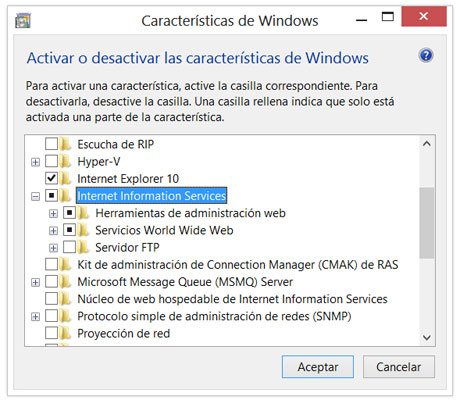 Características de Windows
Activar o desactivar las características de Windows
Para activar una característica, active la casilla correspondiente. Para
desactivarla, desactive la casilla. Una casilla rellena indica que solo está
activada una parte de la característica.
Escucha de RIP
Hyper-V
Internet Explorer 10
Internet Information Services
Herramientas de administración web
Servicios World Wide Web
Servidor FTP
Kit de administración de Connection Manager (CMAK) de RAS
Microsoft Message Queue (MSMQ) Server
Núcleo de web hospedable de Internet Information Services
Protocolo simple de administración de redes (SNMP)
Proyección de red
Aceptar
Cancelar